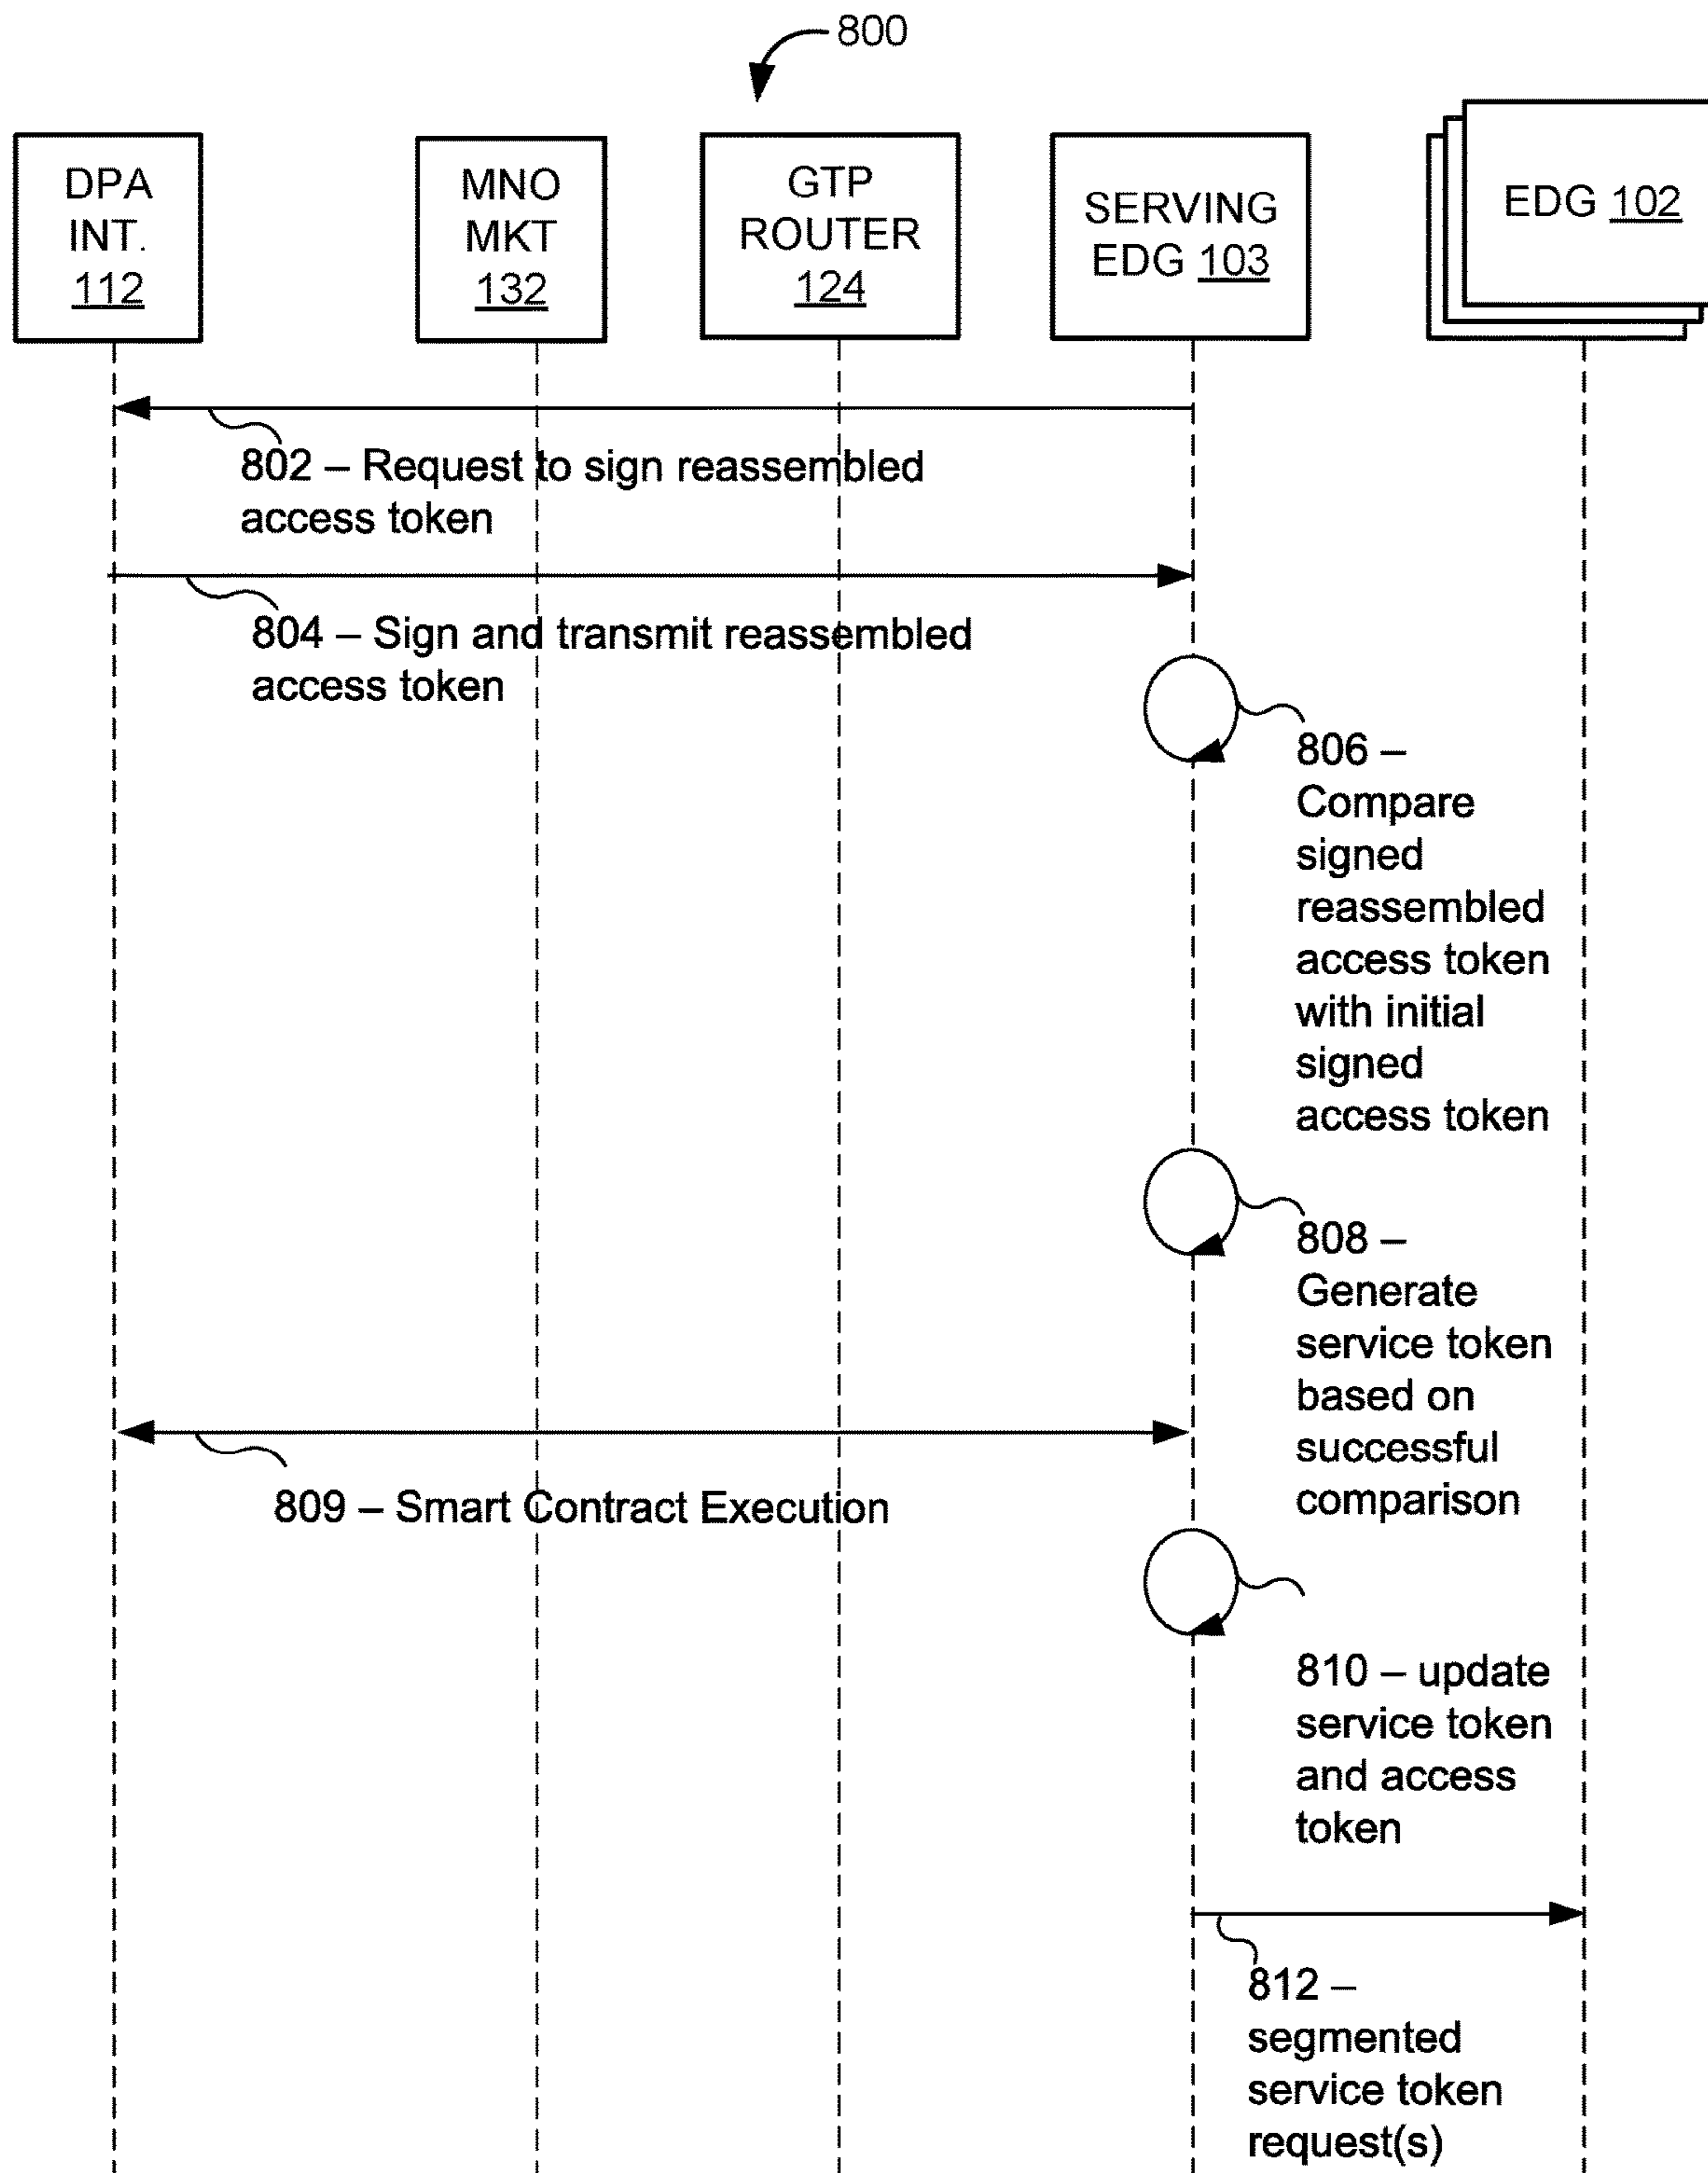 800
DPA
INT.
112
MNO
MKT
132
GTP
ROUTER
124
SERVING
EDG 103
EDG 102
802 – Request to sign reassembled
access token
804 – Sign and transmit reassembled
access token
806 –
Compare
signed
reassembled
access token
with initial
signed
access token
808 –
Generate
service token
based on
successful
comparison
809 – Smart Contract Execution
810 – update
service token
and access
token
812 –
segmented
service token
request(s)